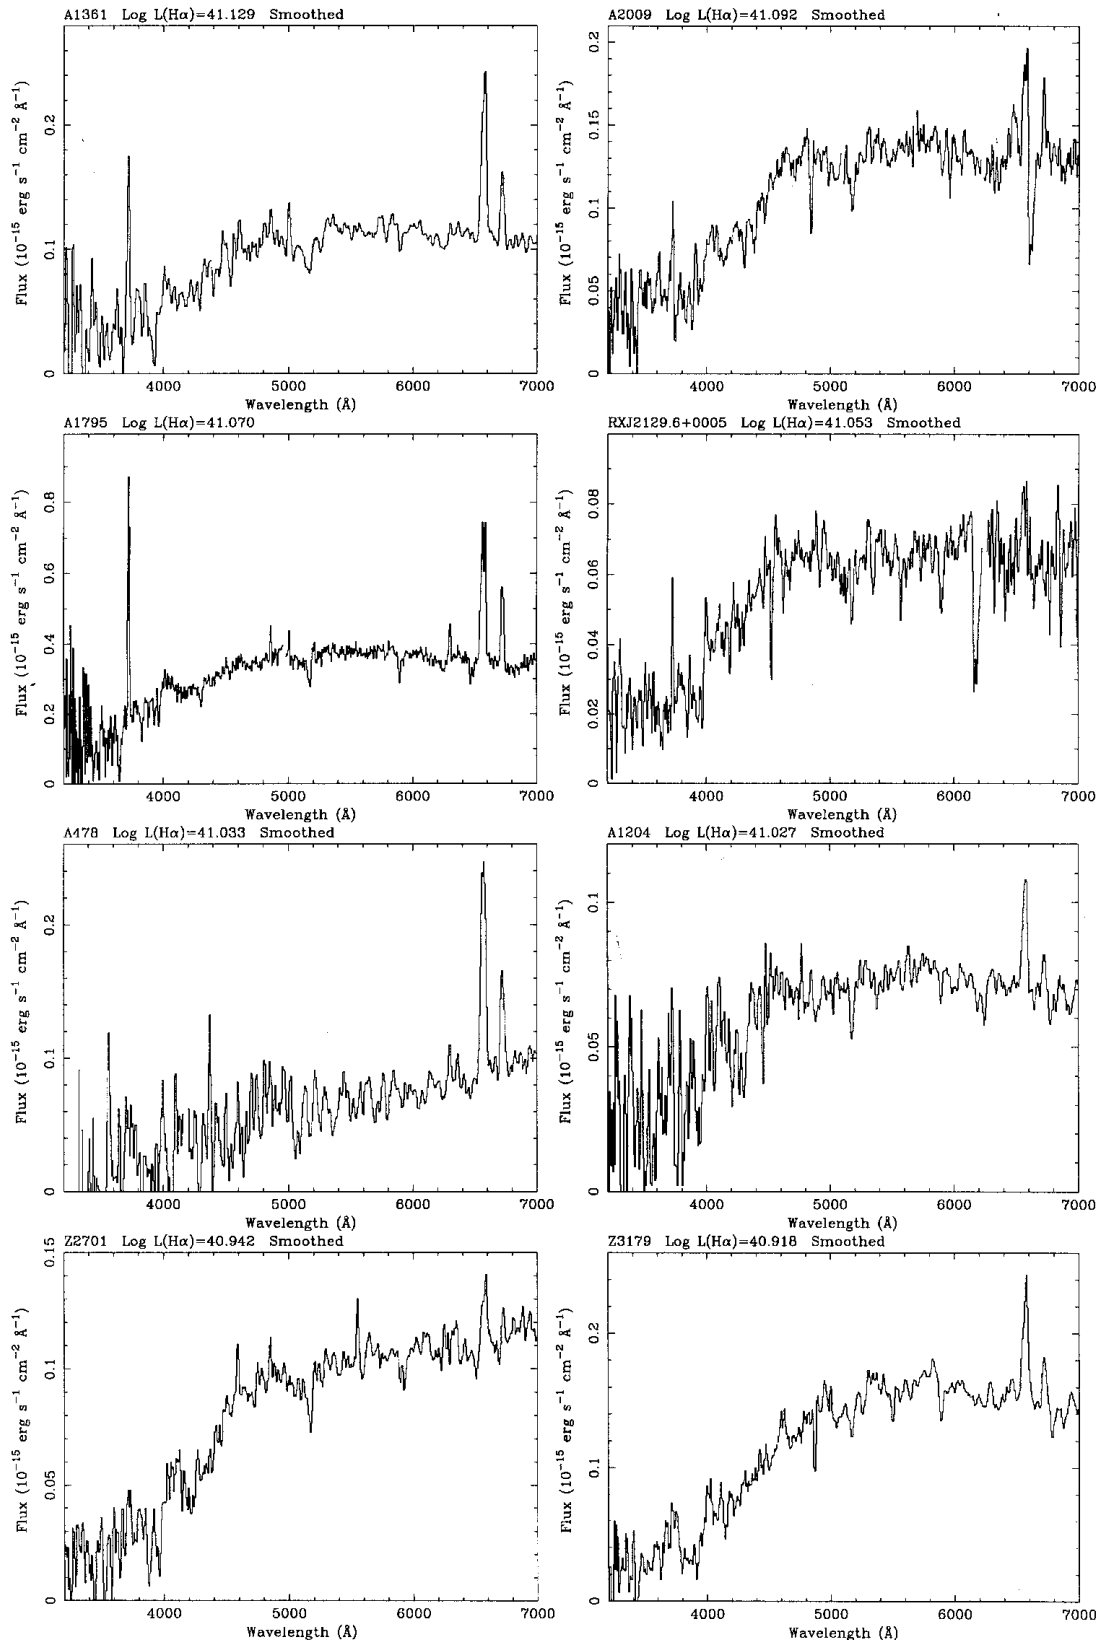 A1361 Log L(Hα)=41.129 Smoothed
Flux (10⁻¹⁵ erg s⁻¹ cm⁻² Å⁻¹)
0.2
0.1
0
4000 5000 6000 7000
Wavelength (Å)
A2009 Log L(Hα)=41.092 Smoothed
Flux (10⁻¹⁵ erg s⁻¹ cm⁻² Å⁻¹)
0.2
0.15
0.1
0.05
0
4000 5000 6000 7000
Wavelength (Å)
A1795 Log L(Hα)=41.070
Flux (10⁻¹⁵ erg s⁻¹ cm⁻² Å⁻¹)
0.8
0.6
0.4
0.2
0
4000 5000 6000 7000
Wavelength (Å)
RXJ2129.6+0005 Log L(Hα)=41.053 Smoothed
Flux (10⁻¹⁵ erg s⁻¹ cm⁻² Å⁻¹)
0.08
0.06
0.04
0.02
0
4000 5000 6000 7000
Wavelength (Å)
A478 Log L(Hα)=41.033 Smoothed
Flux (10⁻¹⁵ erg s⁻¹ cm⁻² Å⁻¹)
0.2
0.1
0
4000 5000 6000 7000
Wavelength (Å)
A1204 Log L(Hα)=41.027 Smoothed
Flux (10⁻¹⁵ erg s⁻¹ cm⁻² Å⁻¹)
0.1
0.05
0
4000 5000 6000 7000
Wavelength (Å)
Z2701 Log L(Hα)=40.942 Smoothed
Flux (10⁻¹⁵ erg s⁻¹ cm⁻² Å⁻¹)
0.15
0.1
0.05
0
4000 5000 6000 7000
Wavelength (Å)
Z3179 Log L(Hα)=40.918 Smoothed
Flux (10⁻¹⁵ erg s⁻¹ cm⁻² Å⁻¹)
0.2
0.1
0
4000 5000 6000 7000
Wavelength (Å)